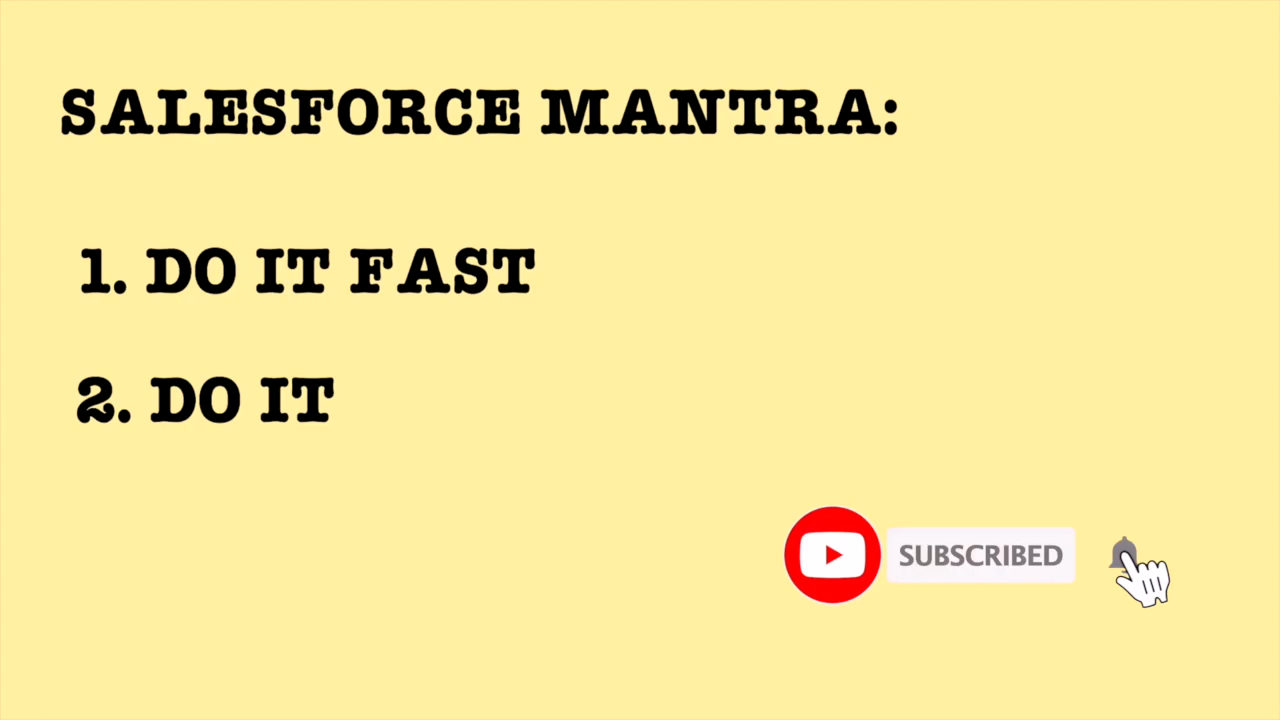 SALESFORCE MANTRA:
1. DO IT FAST
2. DO IT
SUBSCRIBED